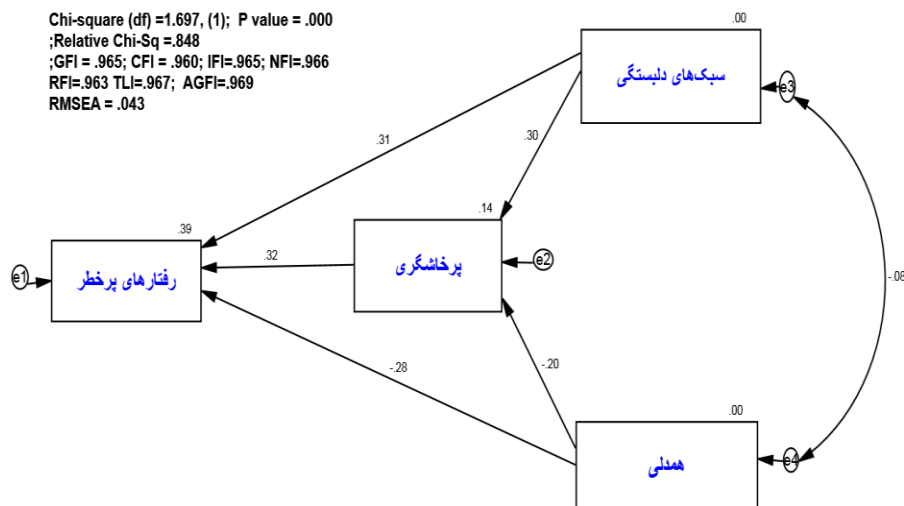 Chi-square (df) =1.697, (1); P value = .000
;Relative Chi-Sq =.848
;GFI = .965; CFI = .960; IFI=.965; NFI=.966
RFI=.963 TLI=.967; AGFI=.969
RMSEA = .043
.00
سبک‌های دلبستگی
e3
.31
.30
.14
.39
پرخاشگری
e2
.32
رفتارهای پرخطر
e1
-.08
-.20
-.28
.00
همدلی
e4